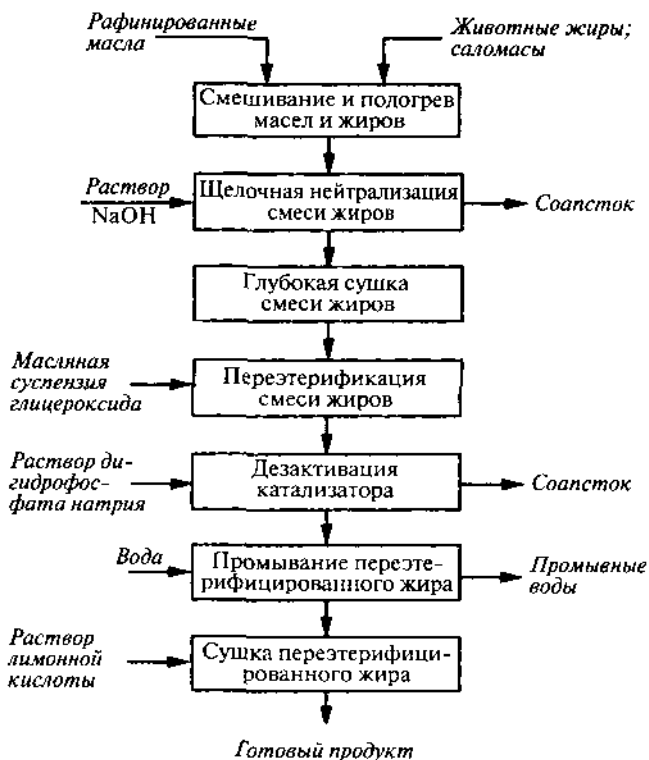 Рафинированные
масла
Животные жиры;
саломасы
Смешивание и подогрев
масел и жиров
Раствор
NaOH
Щелочная нейтрализация
смеси жиров
Соапсток
Глубокая сушка
смеси жиров
Масляная
суспензия
глицероксида
Переэтерификация
смеси жиров
Раствор ди-
гидрофос-
фата натрия
Дезактивация
катализатора
Соапсток
Вода
Промывание переэте-
рифицированного жира
Промывные
воды
Раствор
лимонной
кислоты
Сушка переэтерифици-
рованного жира
Готовый продукт